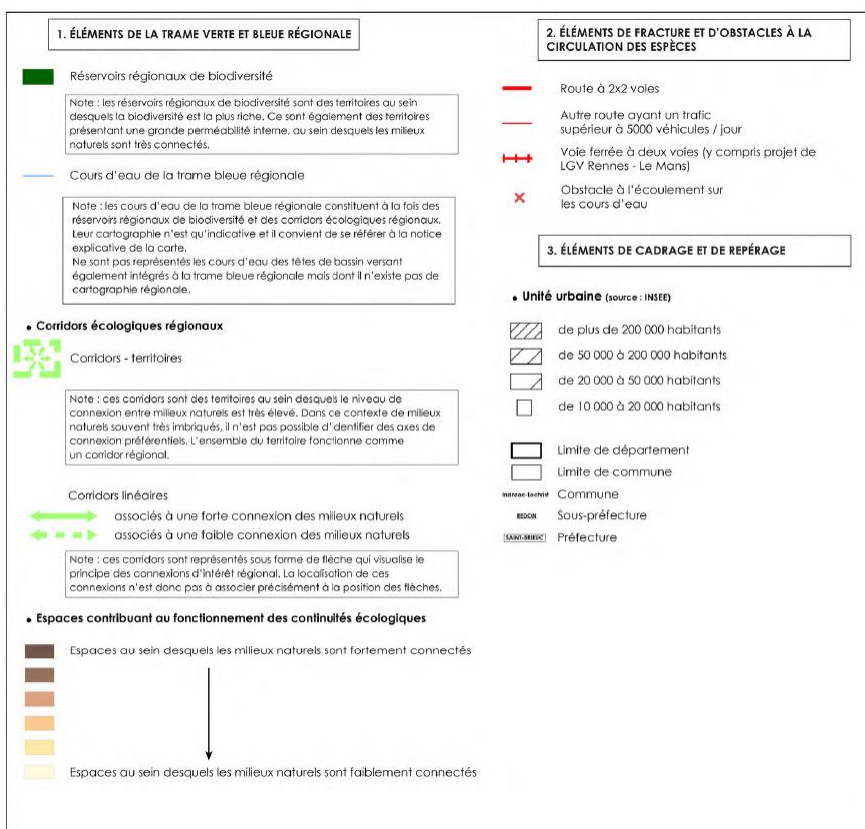 1. ÉLÉMENTS DE LA TRAME VERTE ET BLEUE RÉGIONALE
Réservoirs régionaux de biodiversité
Note : les réservoirs régionaux de biodiversité sont des territoires au sein
desquels la biodiversité est la plus riche. Ce sont également des territoires
présentant une grande perméabilité interne, au sein desquels les milieux
naturels sont très connectés.
Cours d'eau de la trame bleue régionale
Note : les cours d'eau de la trame bleue régionale constituent à la fois des
réservoirs régionaux de biodiversité et des corridors écologiques régionaux.
Leur cartographie n'est qu'indicative et il convient de se référer à la notice
explicative de la carte.
Ne sont pas représentés les cours d'eau des têtes de bassin versant
également intégrés à la trame bleue régionale mais dont il n'existe pas de
cartographie régionale.
• Corridors écologiques régionaux
Corridors - territoires
Note : ces corridors sont des territoires au sein desquels le niveau de
connexion entre milieux naturels est très élevé. Dans ce contexte de milieux
naturels souvent très imbriqués, il n'est pas possible d'identifier des axes de
connexion préférentiels. L'ensemble du territoire fonctionne comme
un corridor régional.
Corridors linéaires
associés à une forte connexion des milieux naturels
associés à une faible connexion des milieux naturels
Note : ces corridors sont représentés sous forme de flèche qui visualise le
principe des connexions d'intérêt régional. La localisation de ces
connexions n'est donc pas à associer précisément à la position des flèches.
• Espaces contribuant au fonctionnement des continuités écologiques
Espaces au sein desquels les milieux naturels sont fortement connectés
Espaces au sein desquels les milieux naturels sont faiblement connectés
2. ÉLÉMENTS DE FRACTURE ET D'OBSTACLES À LA
CIRCULATION DES ESPÈCES
Route à 2x2 voies
Autre route ayant un trafic
supérieur à 5000 véhicules / jour
Voie ferrée à deux voies (y compris projet de
LGV Rennes - Le Mans)
Obstacle à l'écoulement sur
les cours d'eau
3. ÉLÉMENTS DE CADRAGE ET DE REPÉRAGE
• Unité urbaine (source : INSEE)
de plus de 200 000 habitants
de 50 000 à 200 000 habitants
de 20 000 à 50 000 habitants
de 10 000 à 20 000 habitants
Limite de département
Limite de commune
Inzinzac-Lochrist Commune
REDON Sous-préfecture
SAINT-BRIEUC Préfecture